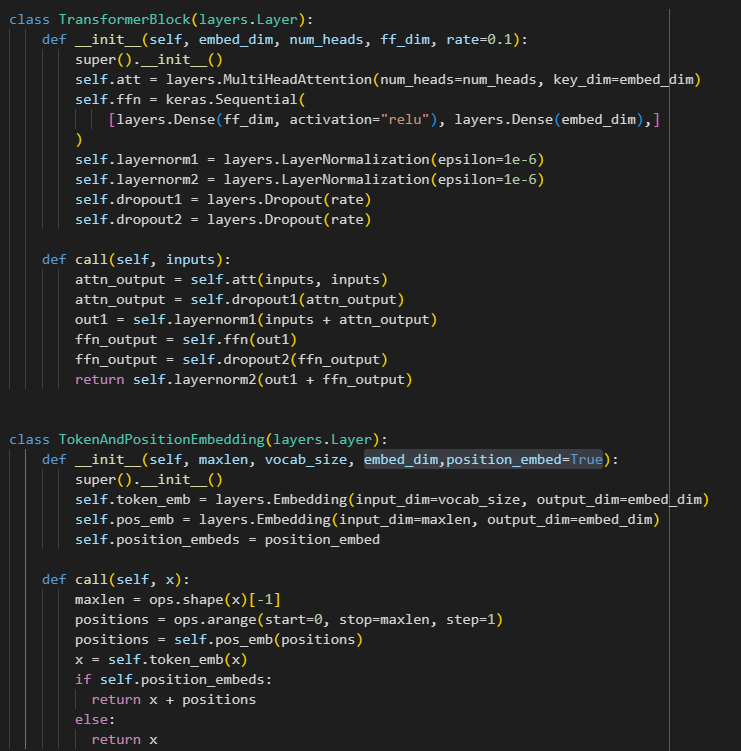 class TransformerBlock(layers.Layer):
    def __init__(self, embed_dim, num_heads, ff_dim, rate=0.1):
        super().__init__()
        self.att = layers.MultiHeadAttention(num_heads=num_heads, key_dim=embed_dim)
        self.ffn = keras.Sequential(
            [layers.Dense(ff_dim, activation="relu"), layers.Dense(embed_dim),]
        )
        self.layernorm1 = layers.LayerNormalization(epsilon=1e-6)
        self.layernorm2 = layers.LayerNormalization(epsilon=1e-6)
        self.dropout1 = layers.Dropout(rate)
        self.dropout2 = layers.Dropout(rate)

    def call(self, inputs):
        attn_output = self.att(inputs, inputs)
        attn_output = self.dropout1(attn_output)
        out1 = self.layernorm1(inputs + attn_output)
        ffn_output = self.ffn(out1)
        ffn_output = self.dropout2(ffn_output)
        return self.layernorm2(out1 + ffn_output)


class TokenAndPositionEmbedding(layers.Layer):
    def __init__(self, maxlen, vocab_size, embed_dim,position_embed=True):
        super().__init__()
        self.token_emb = layers.Embedding(input_dim=vocab_size, output_dim=embed_dim)
        self.pos_emb = layers.Embedding(input_dim=maxlen, output_dim=embed_dim)
        self.position_embeds = position_embed

    def call(self, x):
        maxlen = ops.shape(x)[-1]
        positions = ops.arange(start=0, stop=maxlen, step=1)
        positions = self.pos_emb(positions)
        x = self.token_emb(x)
        if self.position_embeds:
          return x + positions
        else:
          return x